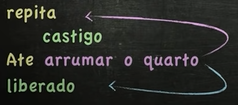 repita
castigo
Ate arrumar o quarto
liberado